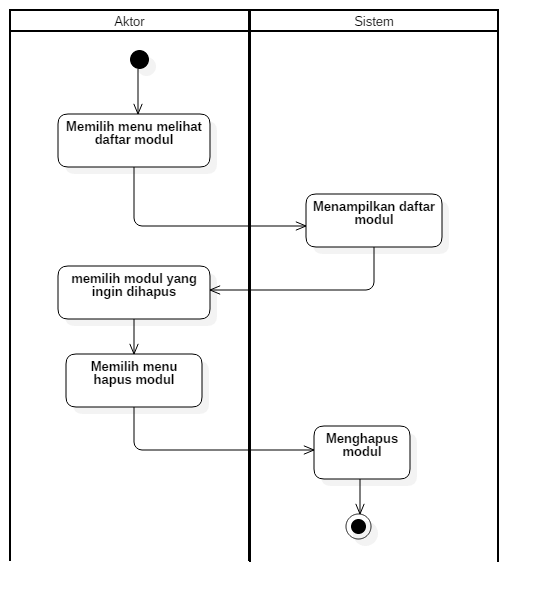 Aktor
Sistem
Memilih menu melihat
daftar modul
Menampilkan daftar
modul
memilih modul yang
ingin dihapus
Memilih menu
hapus modul
Menghapus
modul